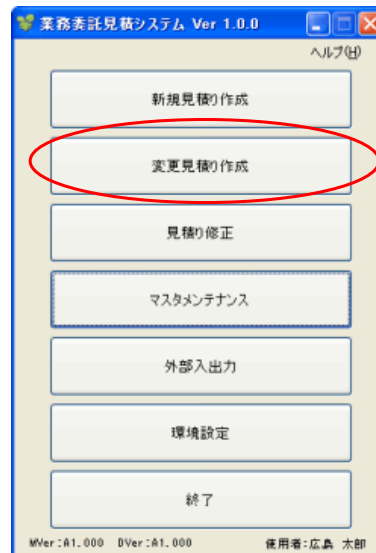 業務委託見積システム Ver 1.0.0
ヘルプ(H)
新規見積り作成
変更見積り作成
見積り修正
マスタメンテナンス
外部入出力
環境設定
終了
MVer:A1.000 DVer:A1.000 使用者:広島 太郎